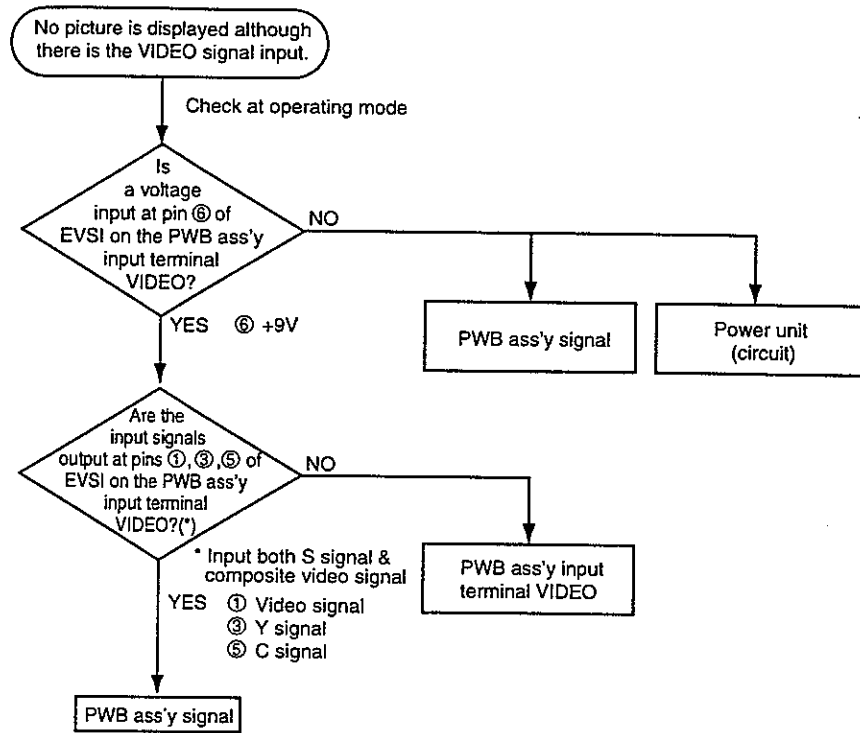 No picture is displayed although
there is the VIDEO signal input.
Check at operating mode
Is
a voltage
input at pin ⑥ of
EVSI on the PWB ass'y
input terminal
VIDEO?
NO
PWB ass'y signal
Power unit
(circuit)
YES ⑥ +9V
Are the
input signals
output at pins ①, ③, ⑤ of
EVSI on the PWB ass'y
input terminal
VIDEO?(*)
NO
PWB ass'y input
terminal VIDEO
* Input both S signal &
composite video signal
YES ① Video signal
③ Y signal
⑤ C signal
PWB ass'y signal